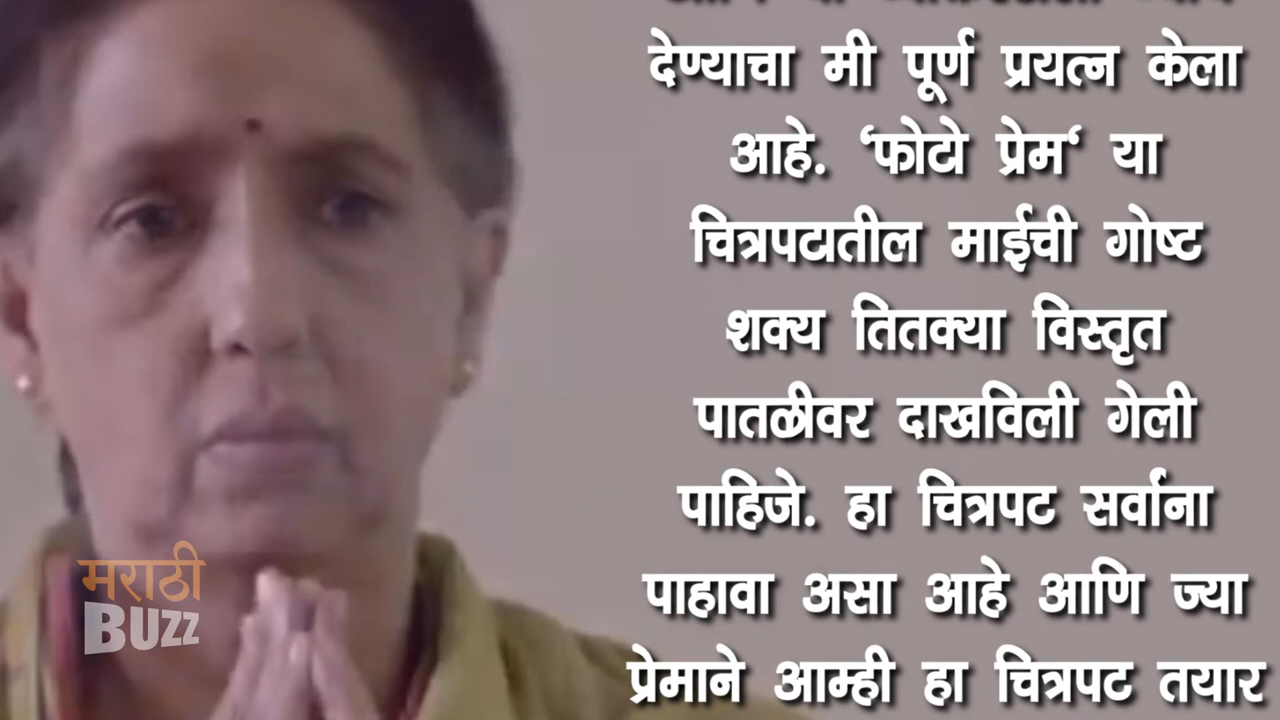 देण्याचा मी पूर्ण प्रयत्न केला
आहे. ‘फोटो प्रेम‘ या
चित्रपटातील माईची गोष्ट
शक्य तितक्या विस्तृत
पातळीवर दाखविली गेली
पाहिजे. हा चित्रपट सर्वांना
पाहावा असा आहे आणि ज्या
प्रेमाने आम्ही हा चित्रपट तयार
मराठी
BUZZ